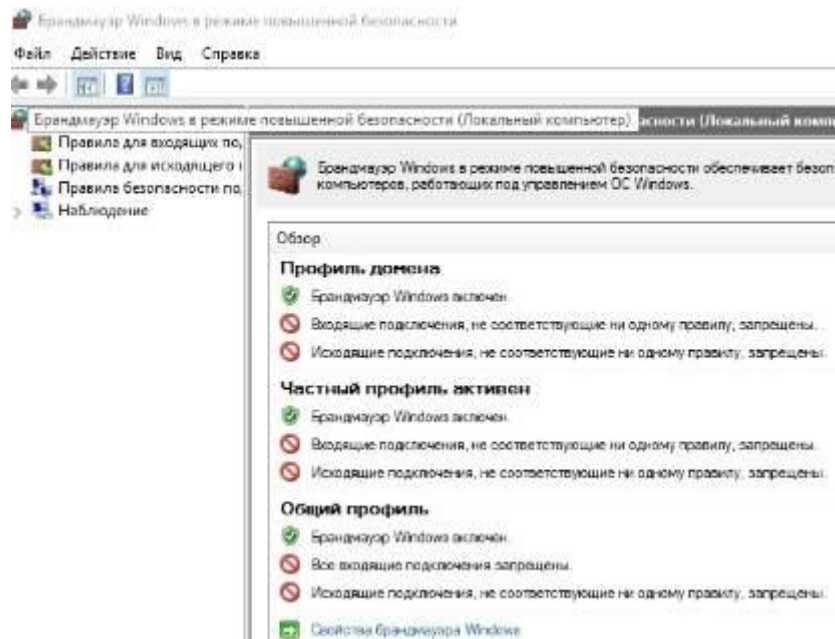 Брандмауэр Windows в режиме повышенной безопасности
Файл Действие Вид Справка
Брандмауэр Windows в режиме повышенной безопасности (Локальный компьютер)
асности (Локальный комп
Правила для входящих по,
Правила для исходящего
Правила безопасности по,
Наблюдение
Брандмауэр Windows в режиме повышенной безопасности обеспечивает безоп
компьютеров, работающих под управлением ОС Windows.
Обзор
Профиль домена
Брандмауэр Windows включен.
Входящие подключения, не соответствующие ни одному правилу, запрещены.
Исходящие подключения, не соответствующие ни одному правилу, запрещены.
Частный профиль активен
Брандмауэр Windows включен.
Входящие подключения, не соответствующие ни одному правилу, запрещены.
Исходящие подключения, не соответствующие ни одному правилу, запрещены.
Общий профиль
Брандмауэр Windows включен.
Все входящие подключения запрещены.
Исходящие подключения, не соответствующие ни одному правилу, запрещены.
Свойства брандмауэра Windows